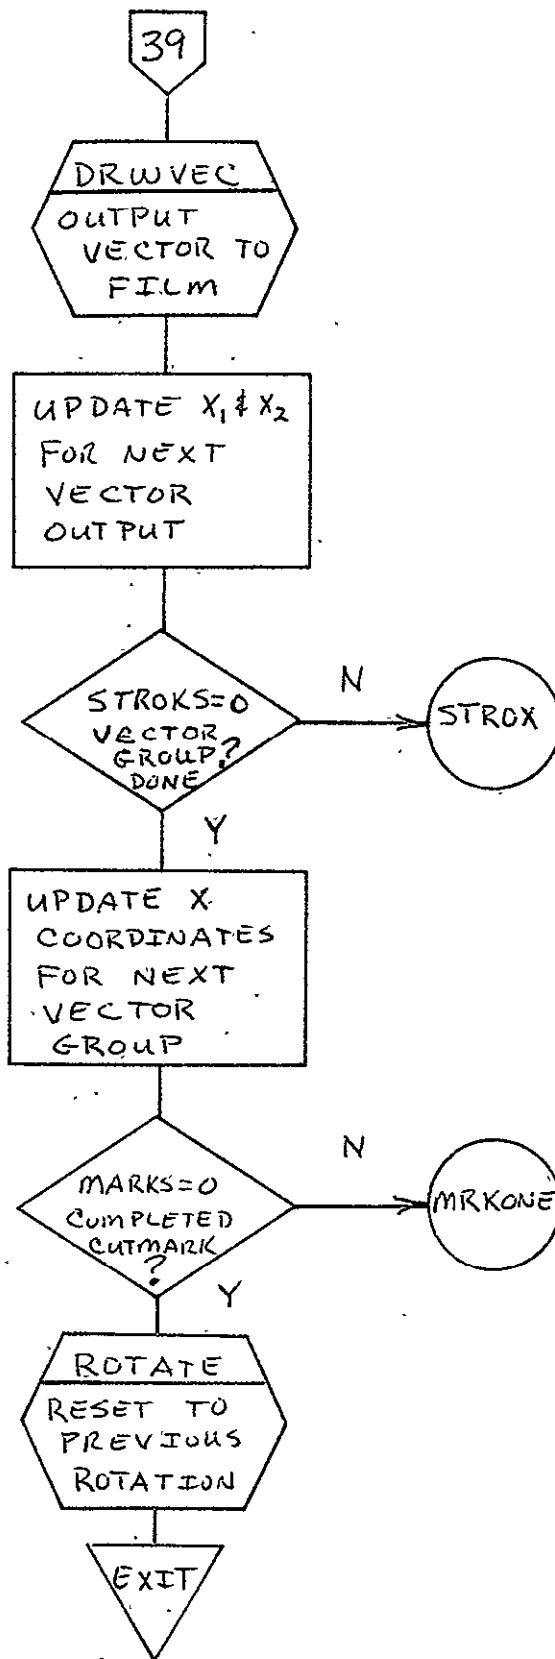 39
DRWVEC
OUTPUT
VECTOR TO
FILM
UPDATE X₁ & X₂
FOR NEXT
VECTOR
OUTPUT
STROKS=0
VECTOR
GROUP?
DONE
N
STROX
Y
UPDATE X
COORDINATES
FOR NEXT
VECTOR
GROUP
MARKS=0
COMPLETED
CUTMARK
?
N
MRKONE
Y
ROTATE
RESET TO
PREVIOUS
ROTATION
EXIT